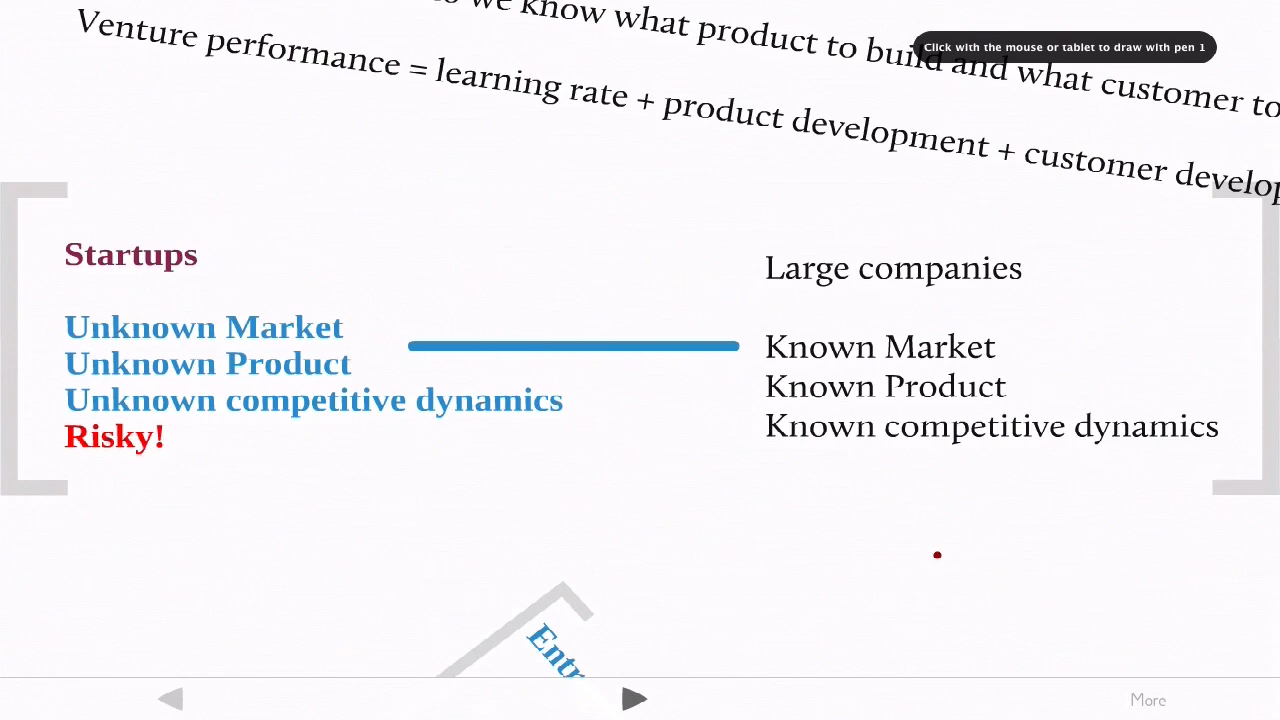 we know what product to build and what customer to
Click with the mouse or tablet to draw with pen 1
Venture performance = learning rate + product development + customer develop
Startups
Unknown Market
Unknown Product
Unknown competitive dynamics
Risky!
Large companies
Known Market
Known Product
Known competitive dynamics
Entr
More